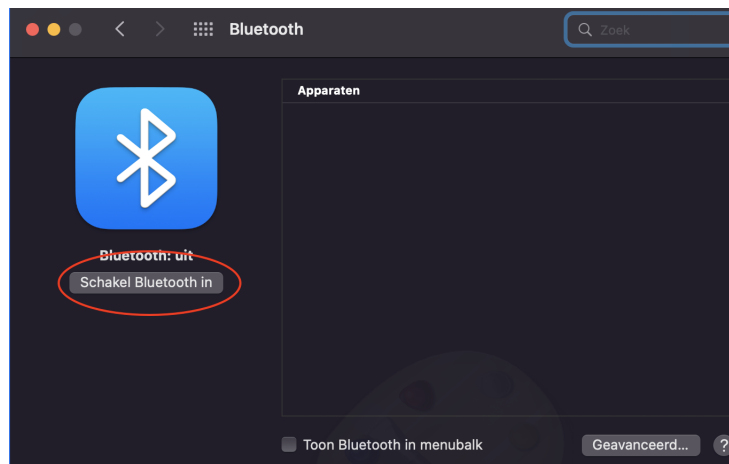 Bluetooth
Zoek
Apparaten
Bluetooth: uit
Schakel Bluetooth in
Toon Bluetooth in menubalk
Geavanceerd...
?